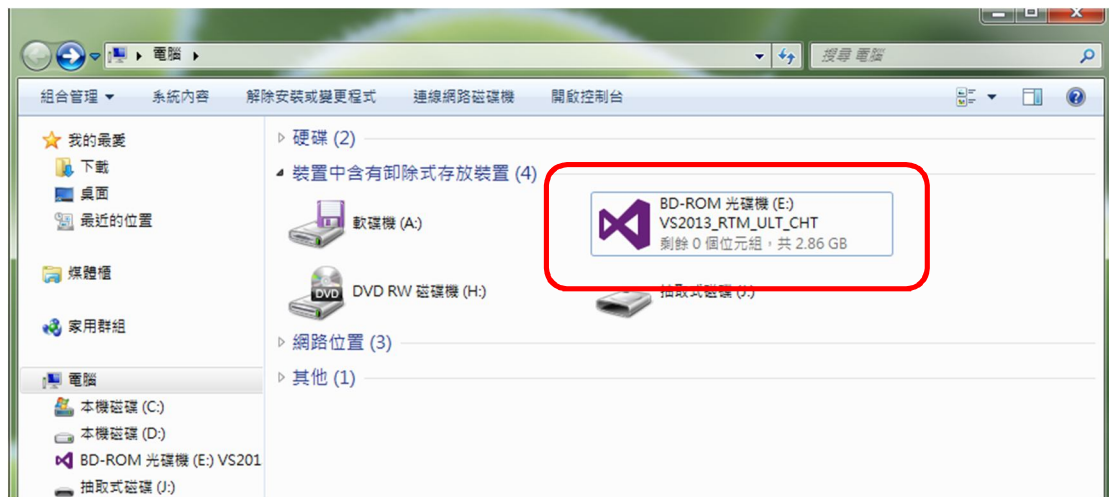 電腦
搜尋 電腦
組合管理 系統內容 解除安裝或變更程式 連線網路磁碟機 開啟控制台
我的最愛
下載
桌面
最近的位置
媒體櫃
家用群組
電腦
本機磁碟 (C:)
本機磁碟 (D:)
BD-ROM 光碟機 (E:) VS201
抽取式磁碟 (J:)
硬碟 (2)
裝置中含有卸除式存放裝置 (4)
軟碟機 (A:)
BD-ROM 光碟機 (E:)
VS2013_RTM_ULT_CHT
剩餘 0 個位元組，共 2.86 GB
DVD
DVD RW 磁碟機 (H:)
抽取式磁碟 (J:)
網路位置 (3)
其他 (1)